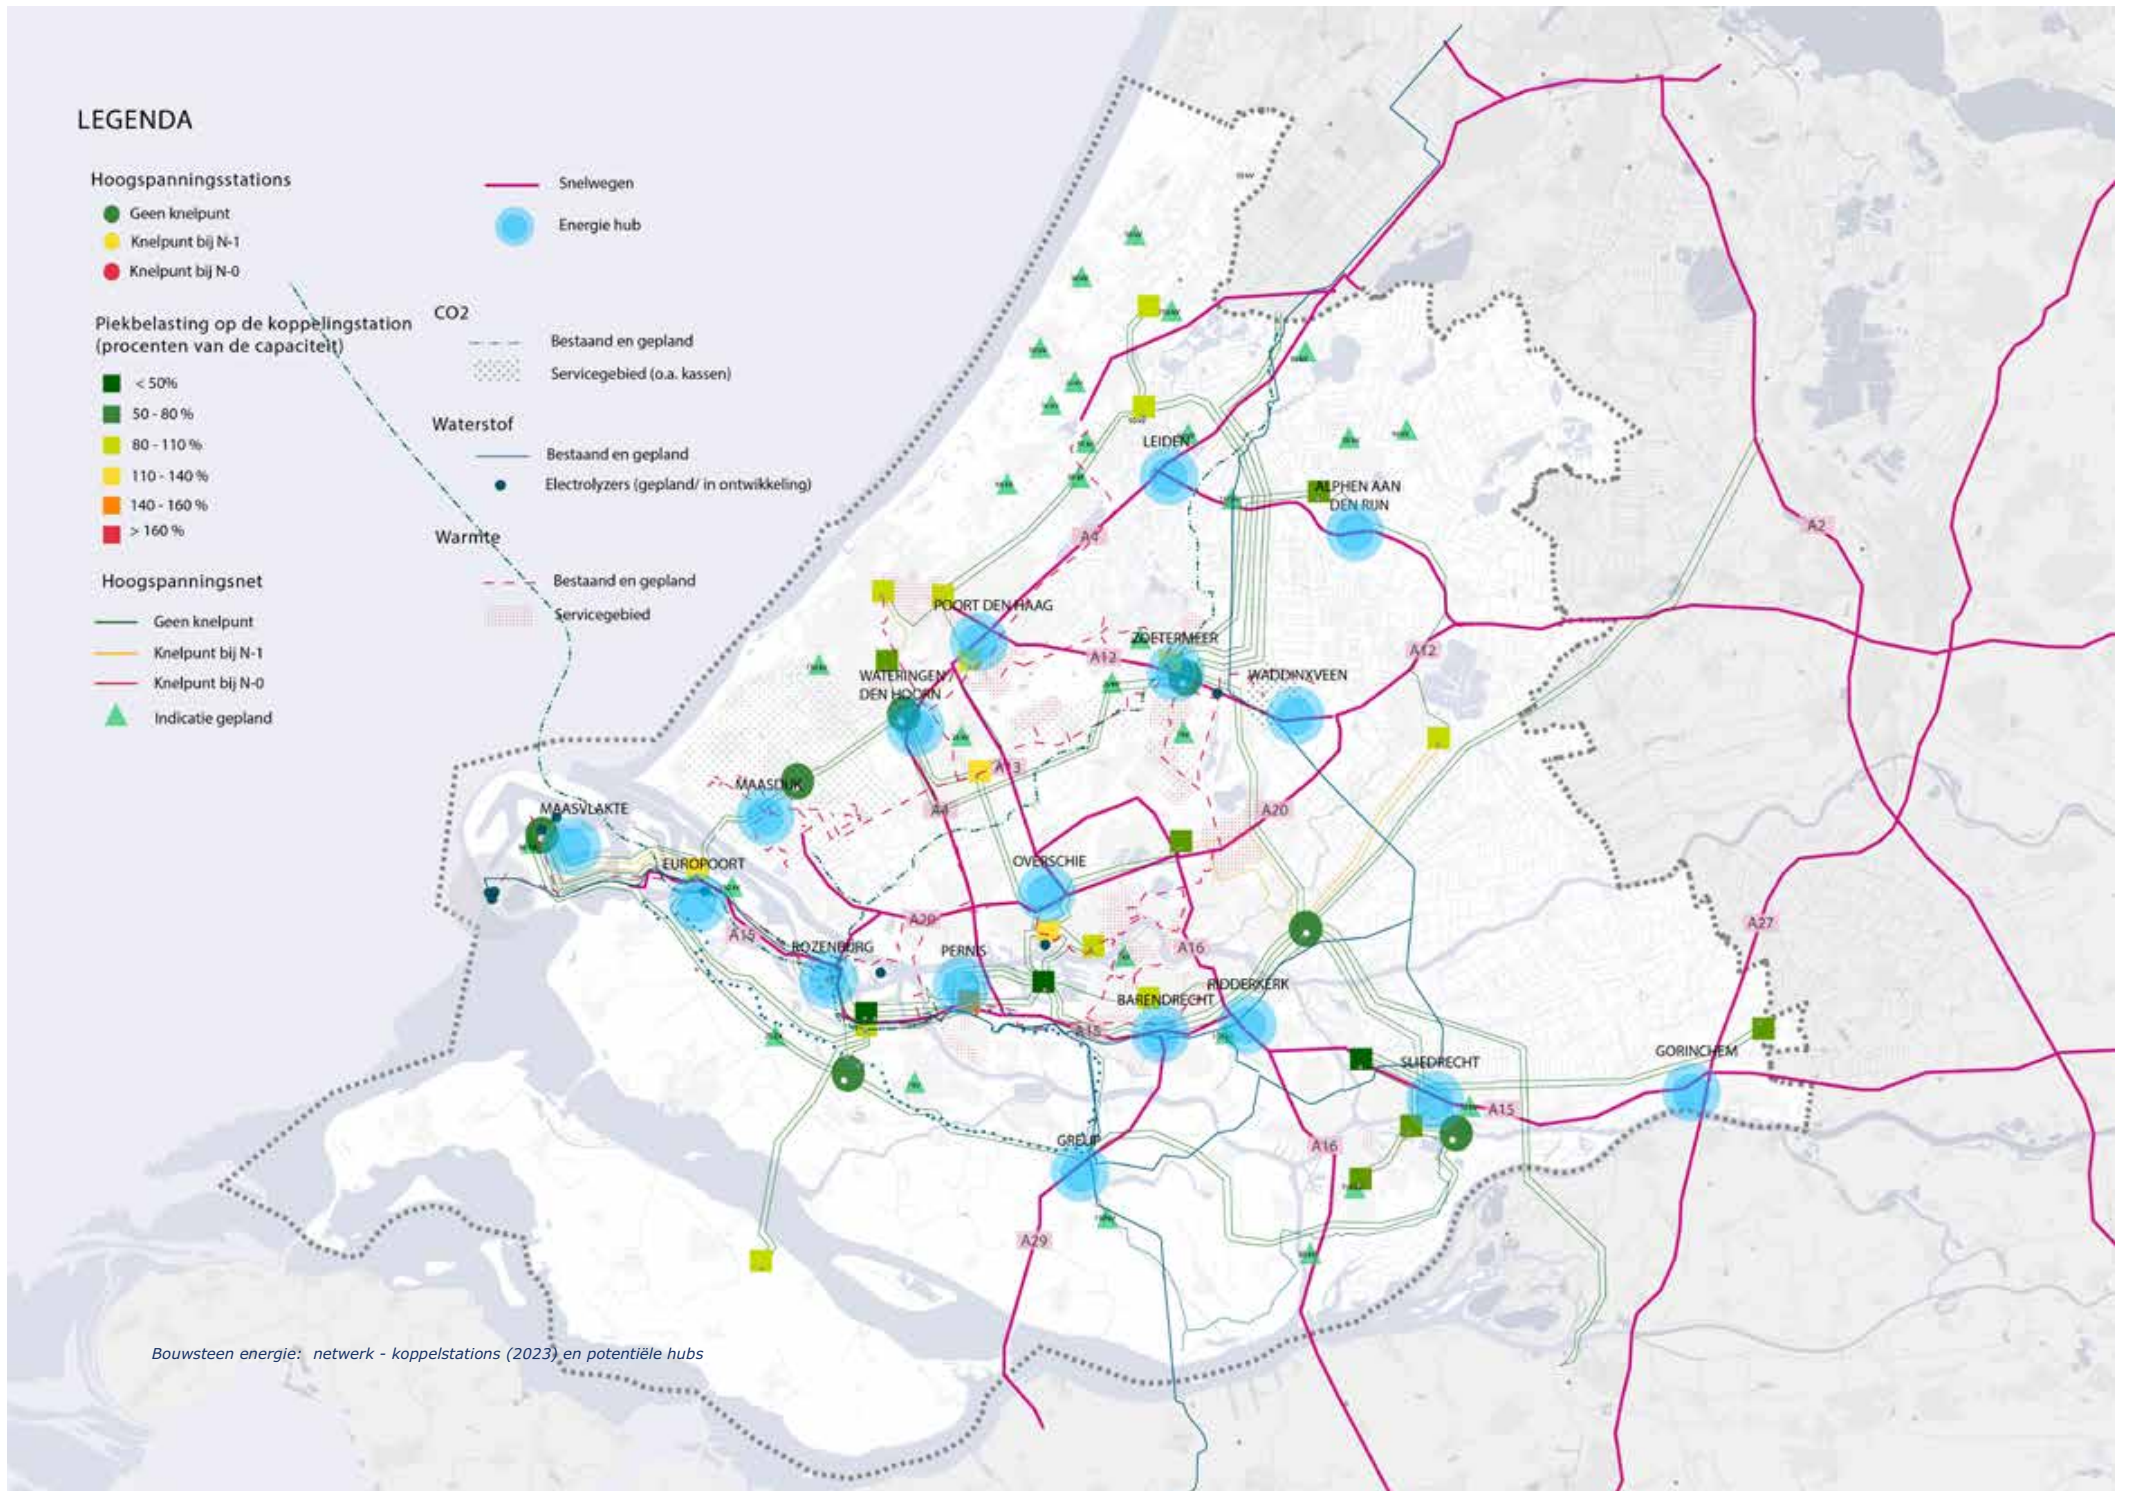 LEGENDA
Hoogspanningsstations
Geen knelpunt
Knelpunt bij N-1
Knelpunt bij N-0
Piekbelasting op de koppelingstation
(procenten van de capaciteit)
< 50%
50 - 80 %
80 - 110 %
110 - 140 %
140 - 160 %
> 160 %
Hoogspanningsnet
Geen knelpunt
Knelpunt bij N-1
Knelpunt bij N-0
Indicatie gepland
Snelwegen
Energie hub
CO2
Bestaand en gepland
Servicegebied (o.a. kassen)
Waterstof
Bestaand en gepland
Electrolyzers (gepland/ in ontwikkeling)
Warmte
Bestaand en gepland
Servicegebied
LEIDEN
ALPHEN AAN
DEN RIJN
A4
A2
POORT DEN HAAG
ZOETERMEER
A12
A12
WATERINGEN/
DEN HOORN
WADDINXVEEN
A13
MAASDIJK
A4
A20
MAASVLAKTE
EUROPOORT
OVERSCHIE
A20
A27
A15
ROZENBURG
PERNIS
A16
RIDDERKERK
BARENDRECHT
A15
SLIEDRECHT
GORINCHEM
A15
GREUP
A16
A29
Bouwsteen energie: netwerk - koppelstations (2023) en potentiële hubs